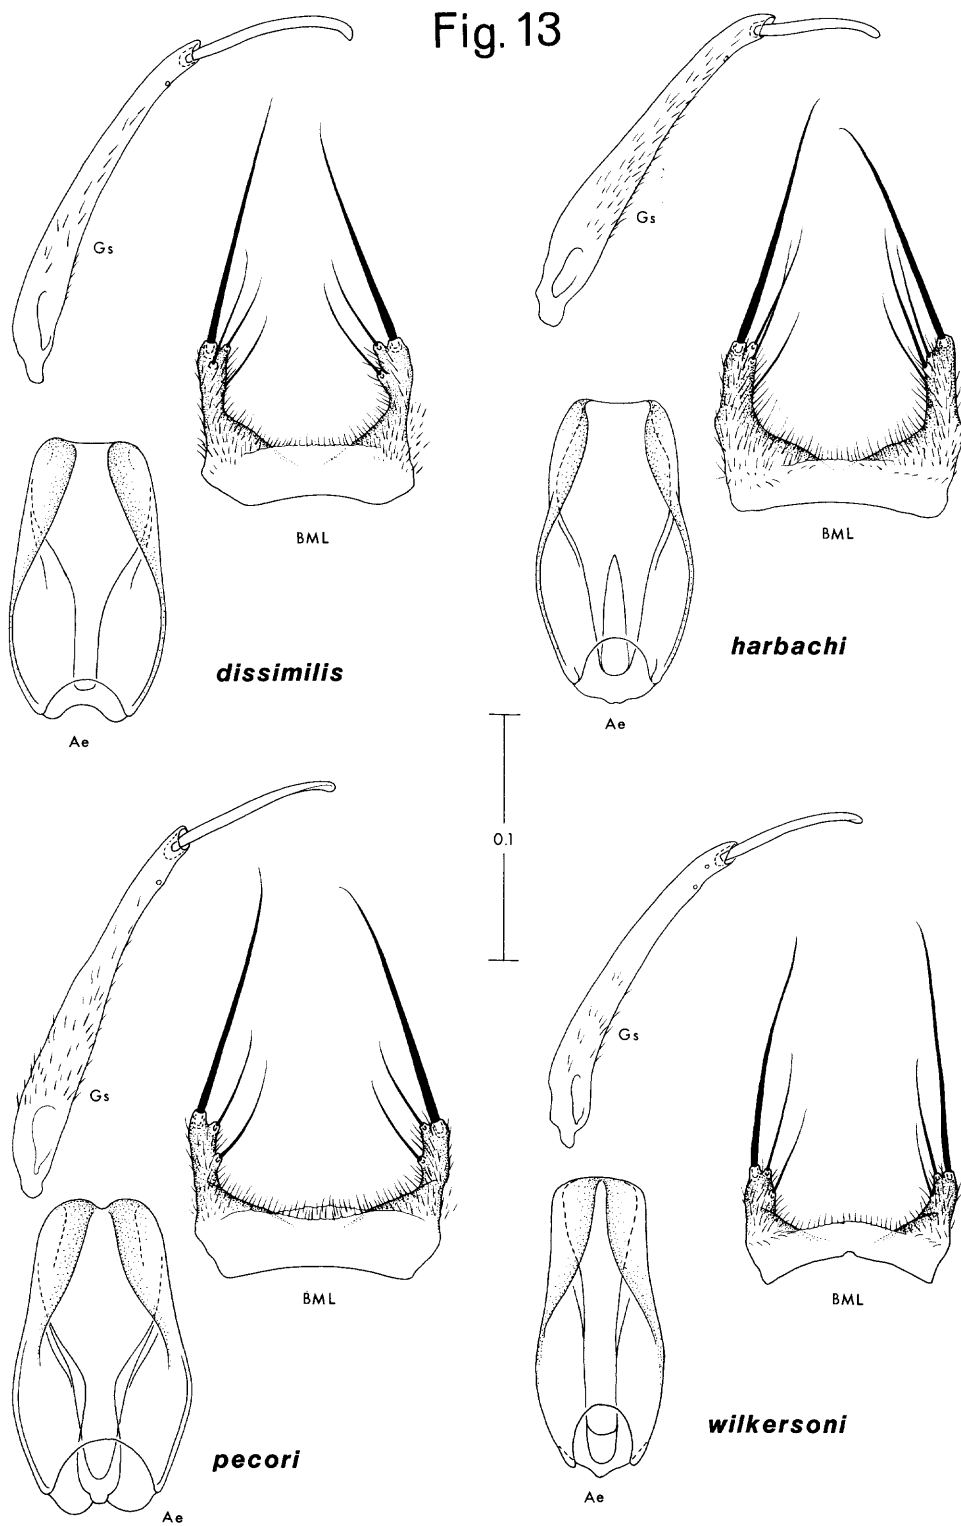 Fig. 13
Gs
Gs
BML
BML
harbachi
dissimilis
Ae
Ae
0.1
Gs
Gs
BML
BML
wilkersoni
pecori
Ae
Ae